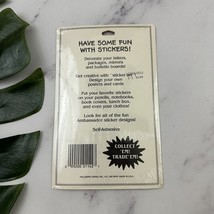 HAVE SOME FUN
WITH STICKERS!
Decorate your letters,
packages, mirrors
and bulletin boards!
Get creative with "sticker art"!
Design your own
posters and cards.
Put your favorite stickers
on your pencils, notebooks,
book covers, lunch box,
and even your clothes!
Look for all of the fun
Ambassador sticker designs!
Self-Adhesive
COLLECT
'EM!
TRADE 'EM!